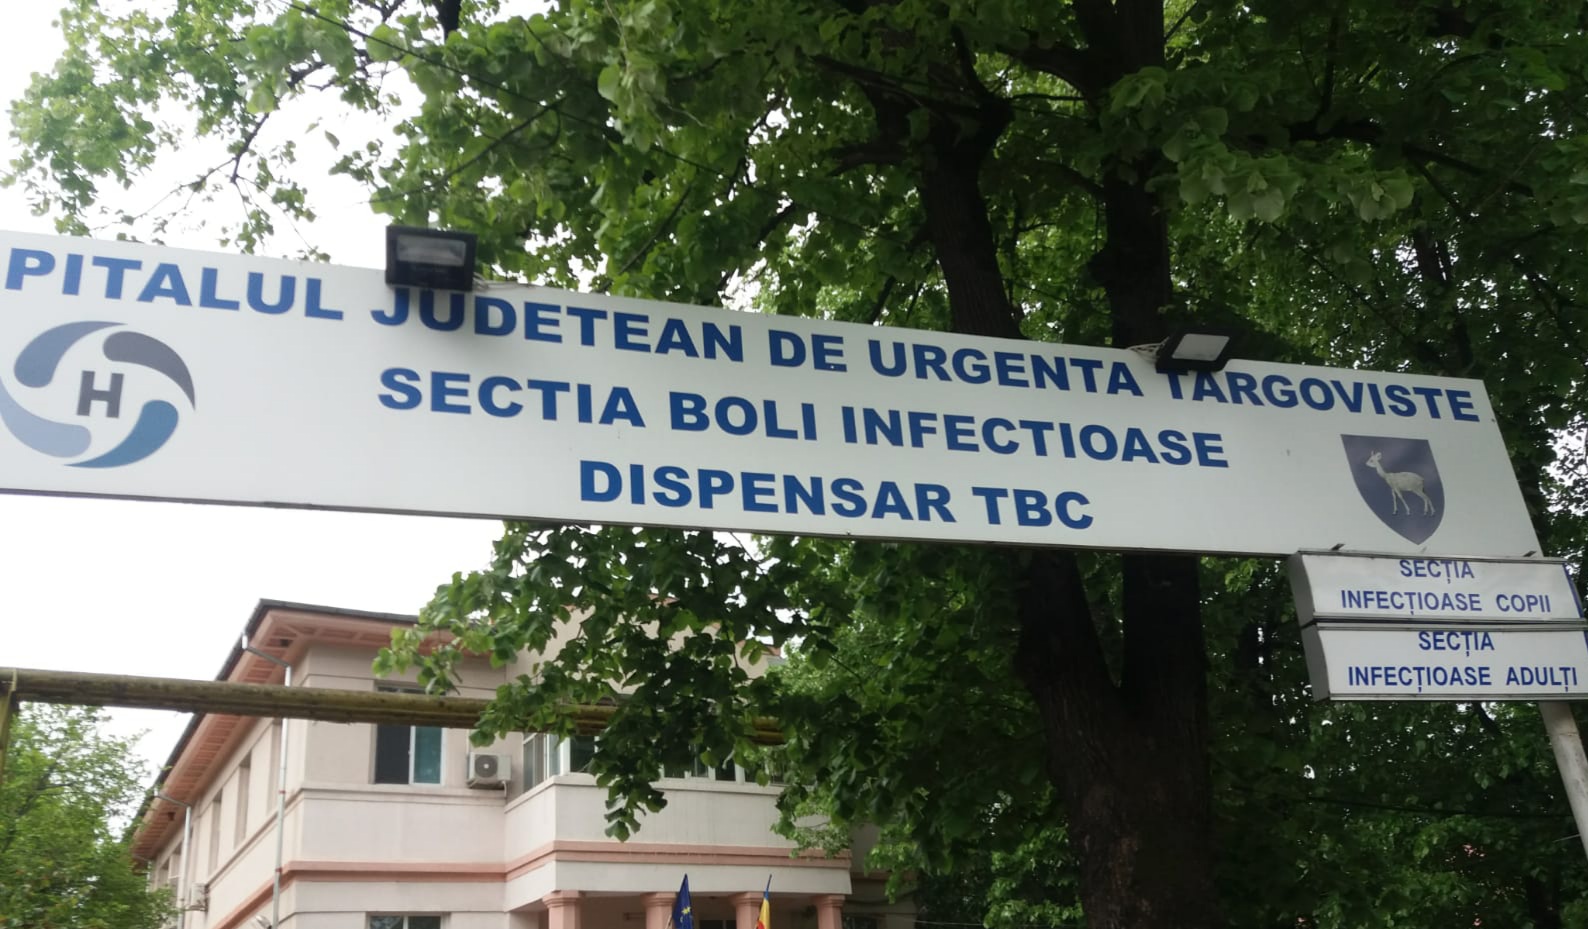 PITALUL JUDETEAN DE URGENTA TARGOVISTE
SECTIA BOLI INFECTIOASE
DISPENSAR TBC
H
SECȚIA
INFECȚIOASE COPII
SECȚIA
INFECȚIOASE ADULȚI